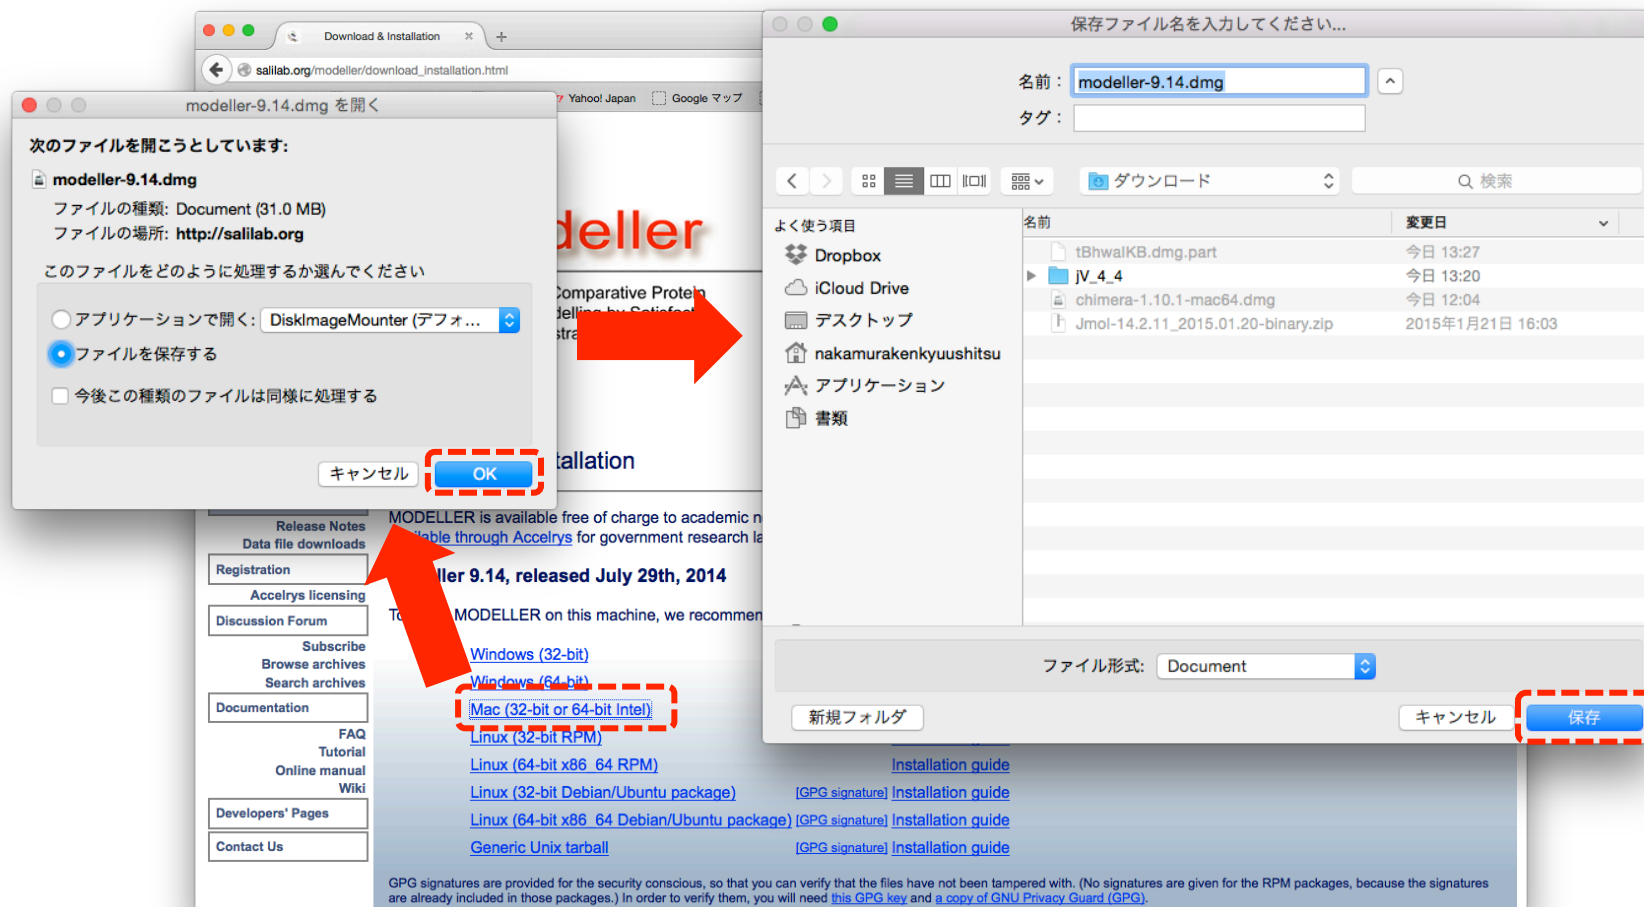 Download & Installation
salilab.org/modeller/download_installation.html
Yahoo! Japan
Google マップ
modeller-9.14.dmg を開く
次のファイルを開こうとしています:
modeller-9.14.dmg
ファイルの種類: Document (31.0 MB)
ファイルの場所: http://salilab.org
このファイルをどのように処理するか選んでください
アプリケーションで開く: DiskImageMounter (デフォ...
ファイルを保存する
今後この種類のファイルは同様に処理する
キャンセル
OK
deller
Comparative Protein
tallation
MODELLER is available free of charge to academic n
able through Accelrys for government research la
ller 9.14, released July 29th, 2014
MODELLER on this machine, we recommen
Windows (32-bit)
Windows (64-bit)
Mac (32-bit or 64-bit Intel)
Linux (32-bit RPM)
Linux (64-bit x86_64 RPM) Installation guide
Linux (32-bit Debian/Ubuntu package) [GPG signature] Installation guide
Linux (64-bit x86_64 Debian/Ubuntu package) [GPG signature] Installation guide
Generic Unix tarball [GPG signature] Installation guide
GPG signatures are provided for the security conscious, so that you can verify that the files have not been tampered with. (No signatures are given for the RPM packages, because the signatures
are already included in those packages.) In order to verify them, you will need this GPG key and a copy of GNU Privacy Guard (GPG).
Release Notes
Data file downloads
Registration
Accelrys licensing
Discussion Forum
Subscribe
Browse archives
Search archives
Documentation
FAQ
Tutorial
Online manual
Wiki
Developers' Pages
Contact Us
保存ファイル名を入力してください...
名前： modeller-9.14.dmg
タグ：
ダウンロード
検索
よく使う項目
Dropbox
iCloud Drive
デスクトップ
nakamurakenkyuushitsu
アプリケーション
書類
名前 変更日
tBhwaIKB.dmg.part 今日 13:27
jV_4_4 今日 13:20
chimera-1.10.1-mac64.dmg 今日 12:04
Jmol-14.2.11_2015.01.20-binary.zip 2015年1月21日 16:03
ファイル形式: Document
新規フォルダ
キャンセル
保存